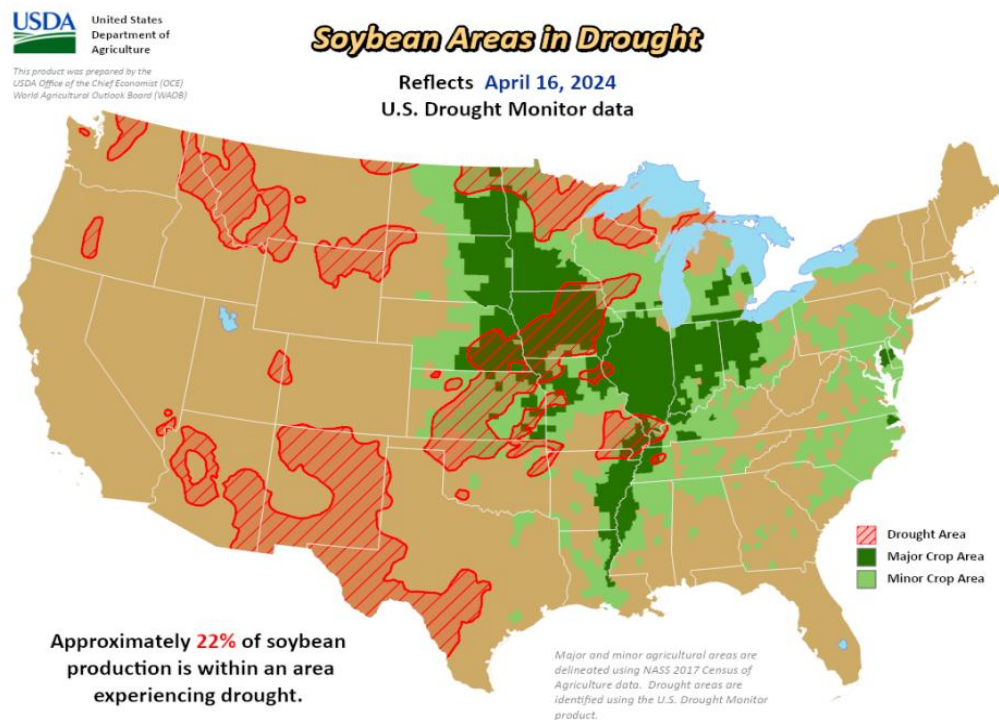 USDA
United States
Department of
Agriculture
This product was prepared by the
USDA Office of the Chief Economist (OCE)
World Agricultural Outlook Board (WAOB)
Soybean Areas in Drought
Reflects April 16, 2024
U.S. Drought Monitor data
Drought Area
Major Crop Area
Minor Crop Area
Approximately 22% of soybean
production is within an area
experiencing drought.
Major and minor agricultural areas are
delineated using NASS 2017 Census of
Agriculture data. Drought areas are
identified using the U.S. Drought Monitor
product.